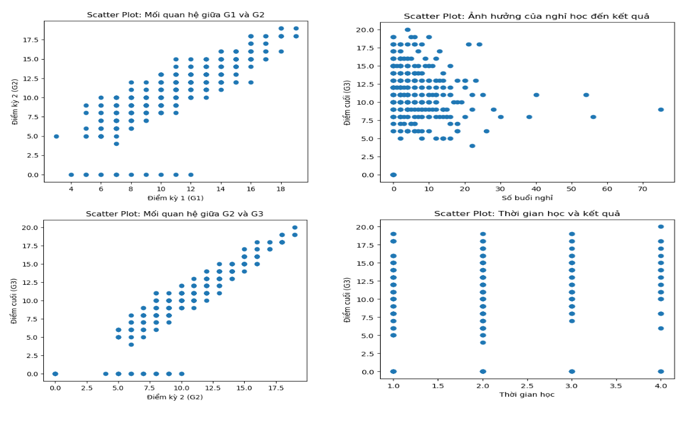 Scatter Plot: Mối quan hệ giữa G1 và G2
17.5
15.0
12.5
10.0
7.5
5.0
2.5
0.0
Điểm kỳ 2 (G2)
4 6 8 10 12 14 16 18
Điểm kỳ 1 (G1)
Scatter Plot: Ảnh hưởng của nghỉ học đến kết quả
20.0
17.5
15.0
12.5
10.0
7.5
5.0
2.5
0.0
Điểm cuối (G3)
0 10 20 30 40 50 60 70
Số buổi nghỉ
Scatter Plot: Mối quan hệ giữa G2 và G3
20.0
17.5
15.0
12.5
10.0
7.5
5.0
2.5
0.0
Điểm cuối (G3)
0.0 2.5 5.0 7.5 10.0 12.5 15.0 17.5
Điểm kỳ 2 (G2)
Scatter Plot: Thời gian học và kết quả
20.0
17.5
15.0
12.5
10.0
7.5
5.0
2.5
0.0
Điểm cuối (G3)
1.0 1.5 2.0 2.5 3.0 3.5 4.0
Thời gian học